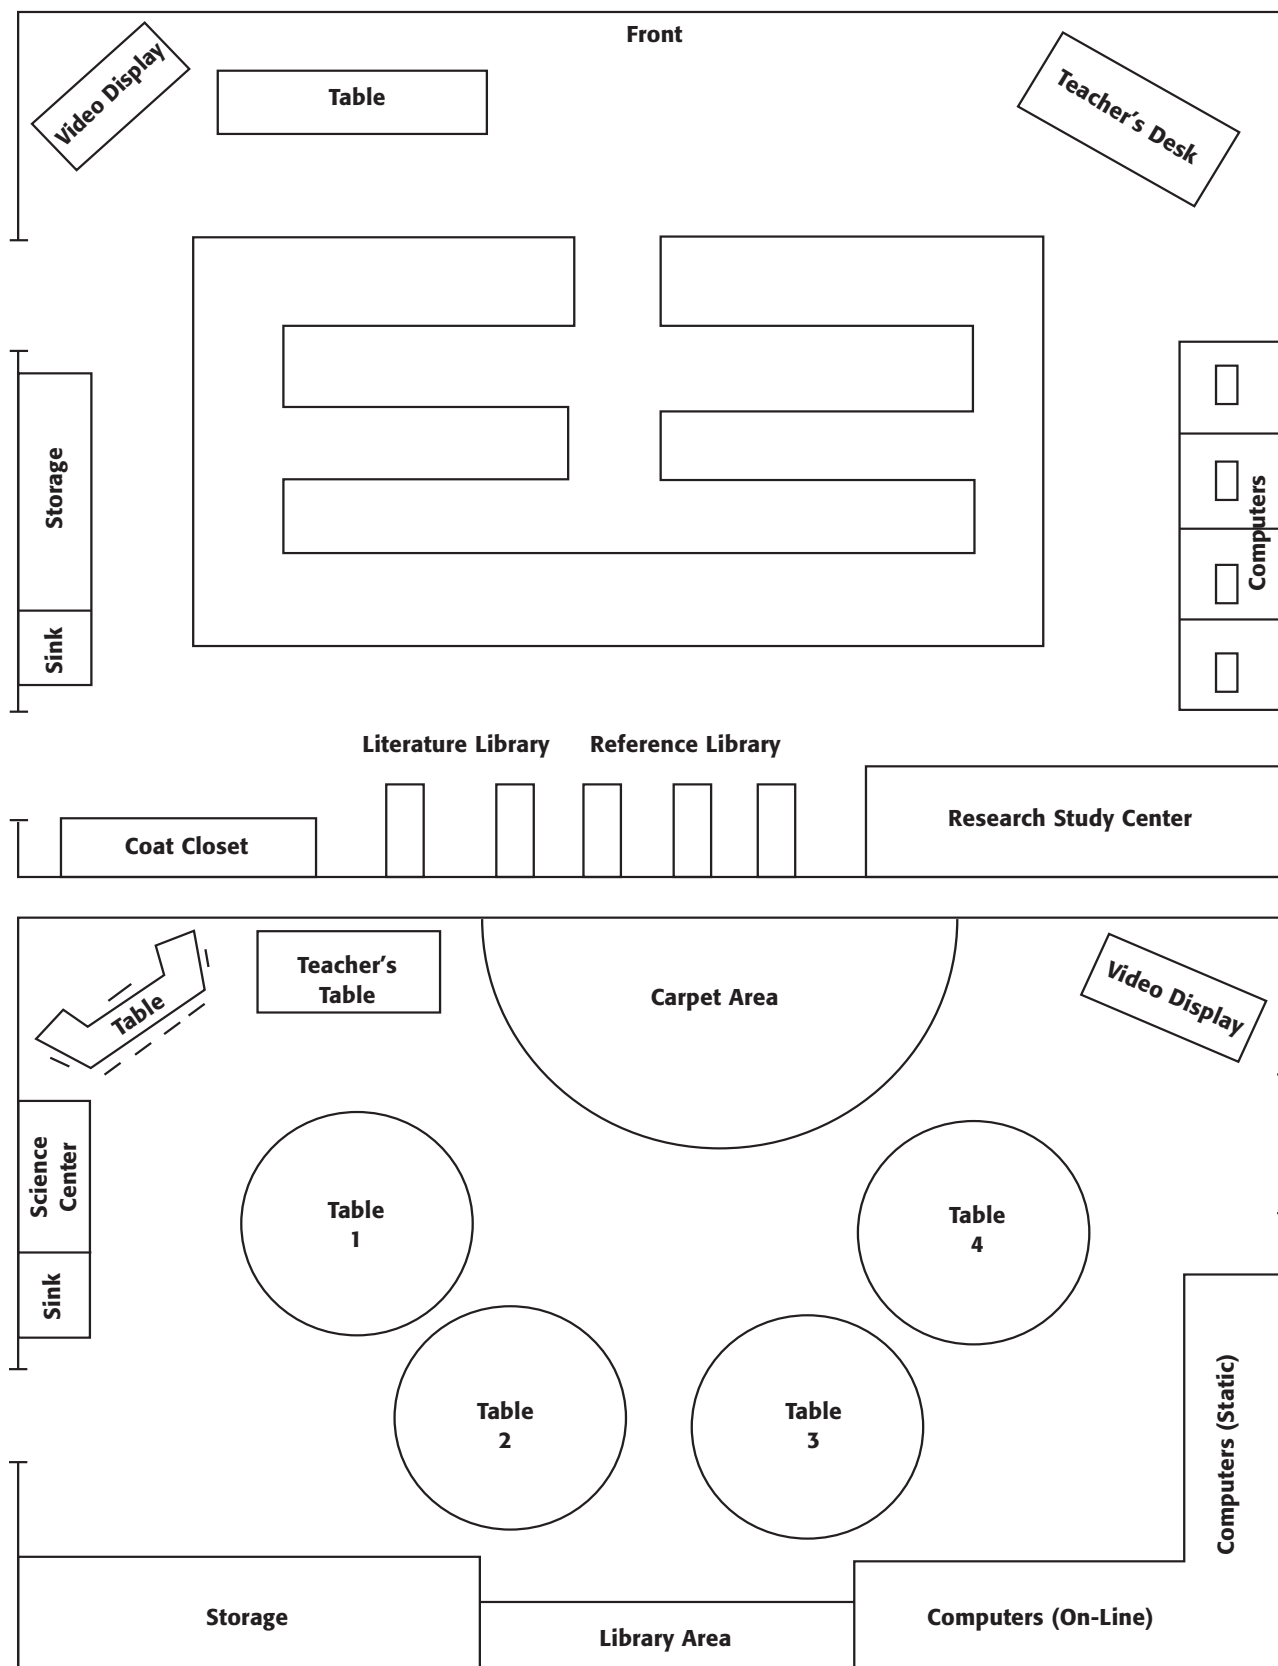 Front
Video Display
Table
Teacher's Desk
Storage
Sink
Computers
Literature Library
Reference Library
Coat Closet
Research Study Center
Table
Teacher's
Table
Carpet Area
Video Display
Science
Center
Sink
Table
1
Table
4
Table
2
Table
3
Computers (Static)
Storage
Library Area
Computers (On-Line)